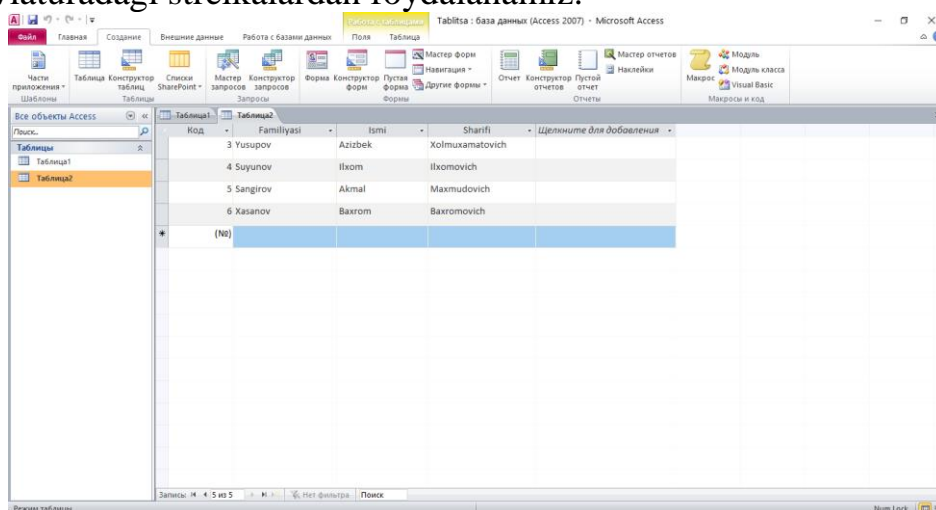 ylaturadagi strelkalardan foydalanamiz.
Работа с таблицами Tablitsa : база данных (Access 2007) - Microsoft Access
Файл Главная Создание Внешние данные Работа с базами данных Поля Таблица
Части приложения Таблица Конструктор таблиц Списки SharePoint Мастер запросов Конструктор запросов Форма Конструктор форм Пустая форма Мастер форм Навигация Другие формы Отчет Конструктор отчетов Пустой отчет Мастер отчетов Наклейки Макрос Модуль Модуль класса Visual Basic
Шаблоны Таблицы Запросы Формы Отчеты Макросы и код
Все объекты Access « Таблица1 Таблица2
Поиск... Код Familiyasi Ismi Sharifi Щелкните для добавления
Таблицы
Таблица1
Таблица2
3 Yusupov Azizbek Xolmuxamatovich
4 Suyunov Ilxom Ilxomovich
5 Sangirov Akmal Maxmudovich
6 Xasanov Baxrom Baxromovich
(№)
Записи: 5 из 5 Нет фильтра Поиск
Режим таблицы Num Lock